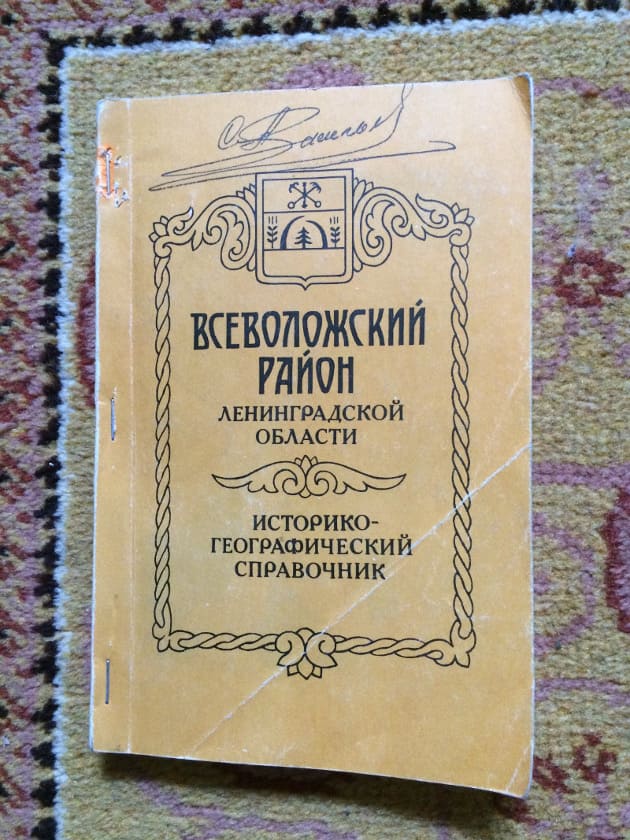 ВСЕВОЛОЖСКИЙ
РАЙОН
ЛЕНИНГРАДСКОЙ
ОБЛАСТИ
ИСТОРИКО-
ГЕОГРАФИЧЕСКИЙ
СПРАВОЧНИК